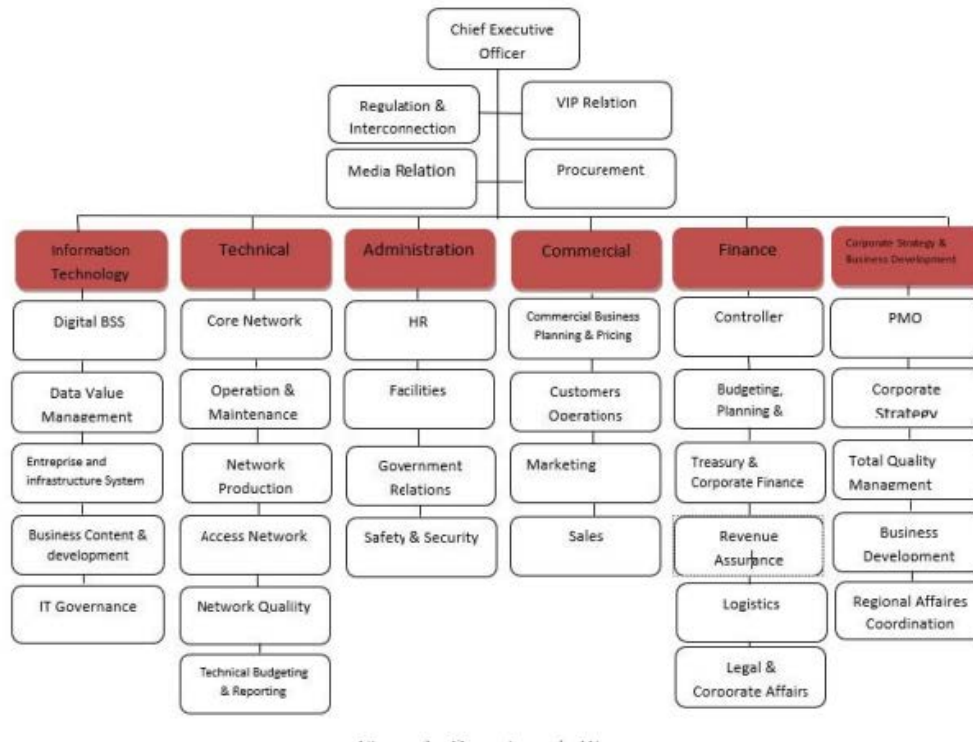 Chief Executive
Officer
Regulation &
Interconnection
VIP Relation
Media Relation
Procurement
Information
Technology
Technical
Administration
Commercial
Finance
Corporate Strategy &
Business Development
Digital BSS
Core Network
HR
Commercial Business
Planning & Pricing
Controller
PMO
Data Value
Management
Operation &
Maintenance
Facilities
Customers
Operations
Budgeting,
Planning &
Corporate
Strategy
Entreprise and
infrastructure System
Network
Production
Government
Relations
Marketing
Treasury &
Corporate Finance
Total Quality
Managment
Business Content &
development
Access Network
Safety & Security
Sales
Revenue
Assurance
Business
Development
IT Governance
Network Qualiity
Logistics
Regional Affaires
Coordination
Technical Budgeting
& Reporting
Legal &
Corporate Affairs